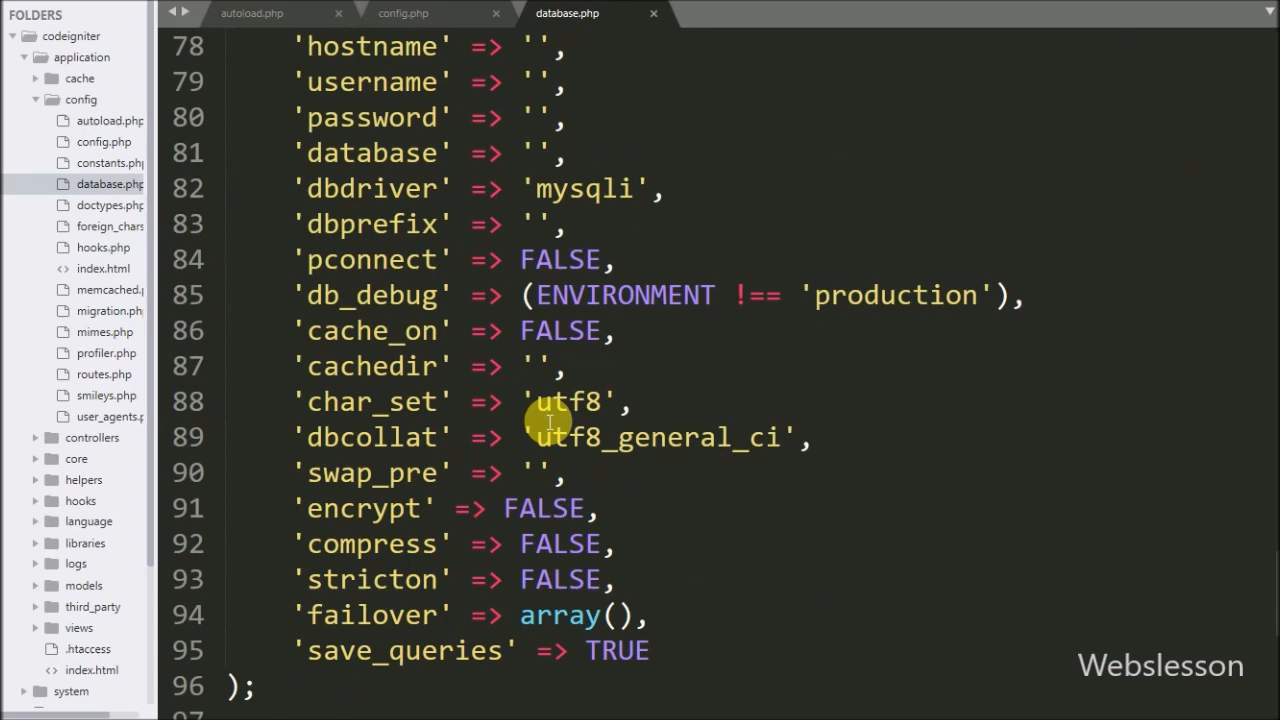 FOLDERS
codeigniter
application
cache
config
autoload.php
config.php
constants.php
database.php
doctypes.php
foreign_chars
hooks.php
index.html
memcached.p
migration.php
mimes.php
profiler.php
routes.php
smileys.php
user_agents.p
controllers
core
helpers
hooks
language
libraries
logs
models
third_party
views
.htaccess
index.html
system
autoload.php config.php database.php
78 'hostname' => '',
79 'username' => '',
80 'password' => '',
81 'database' => '',
82 'dbdriver' => 'mysqli',
83 'dbprefix' => '',
84 'pconnect' => FALSE,
85 'db_debug' => (ENVIRONMENT !== 'production'),
86 'cache_on' => FALSE,
87 'cachedir' => '',
88 'char_set' => 'utf8',
89 'dbcollat' => 'utf8_general_ci',
90 'swap_pre' => '',
91 'encrypt' => FALSE,
92 'compress' => FALSE,
93 'stricton' => FALSE,
94 'failover' => array(),
95 'save_queries' => TRUE
96 );
97
Webslesson